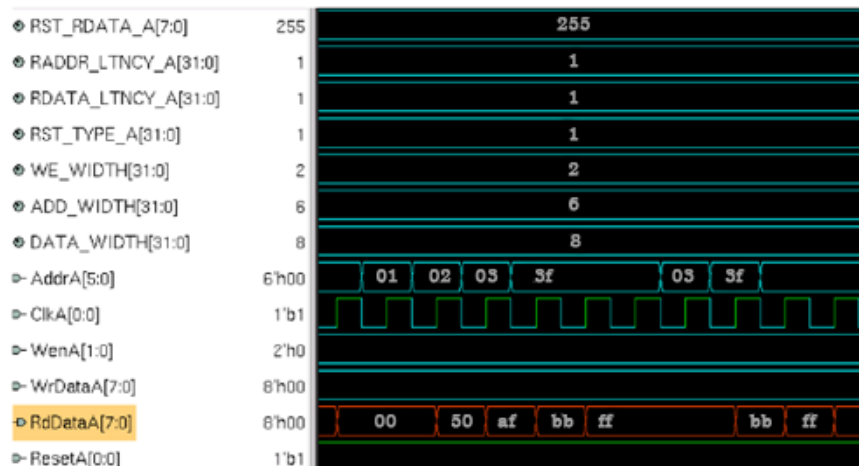 RST_RDATA_A[7:0] 255 255
RADDR_LTNCY_A[31:0] 1 1
RDATA_LTNCY_A[31:0] 1 1
RST_TYPE_A[31:0] 1 1
WE_WIDTH[31:0] 2 2
ADD_WIDTH[31:0] 6 6
DATA_WIDTH[31:0] 8 8
AddrA[5:0] 6'h00 01 02 03 3f 03 3f
ClkA[0:0] 1'b1
WenA[1:0] 2'h0
WrDataA[7:0] 8'h00
RdDataA[7:0] 8'h00 00 50 af bb ff bb ff
ResetA[0:0] 1'b1